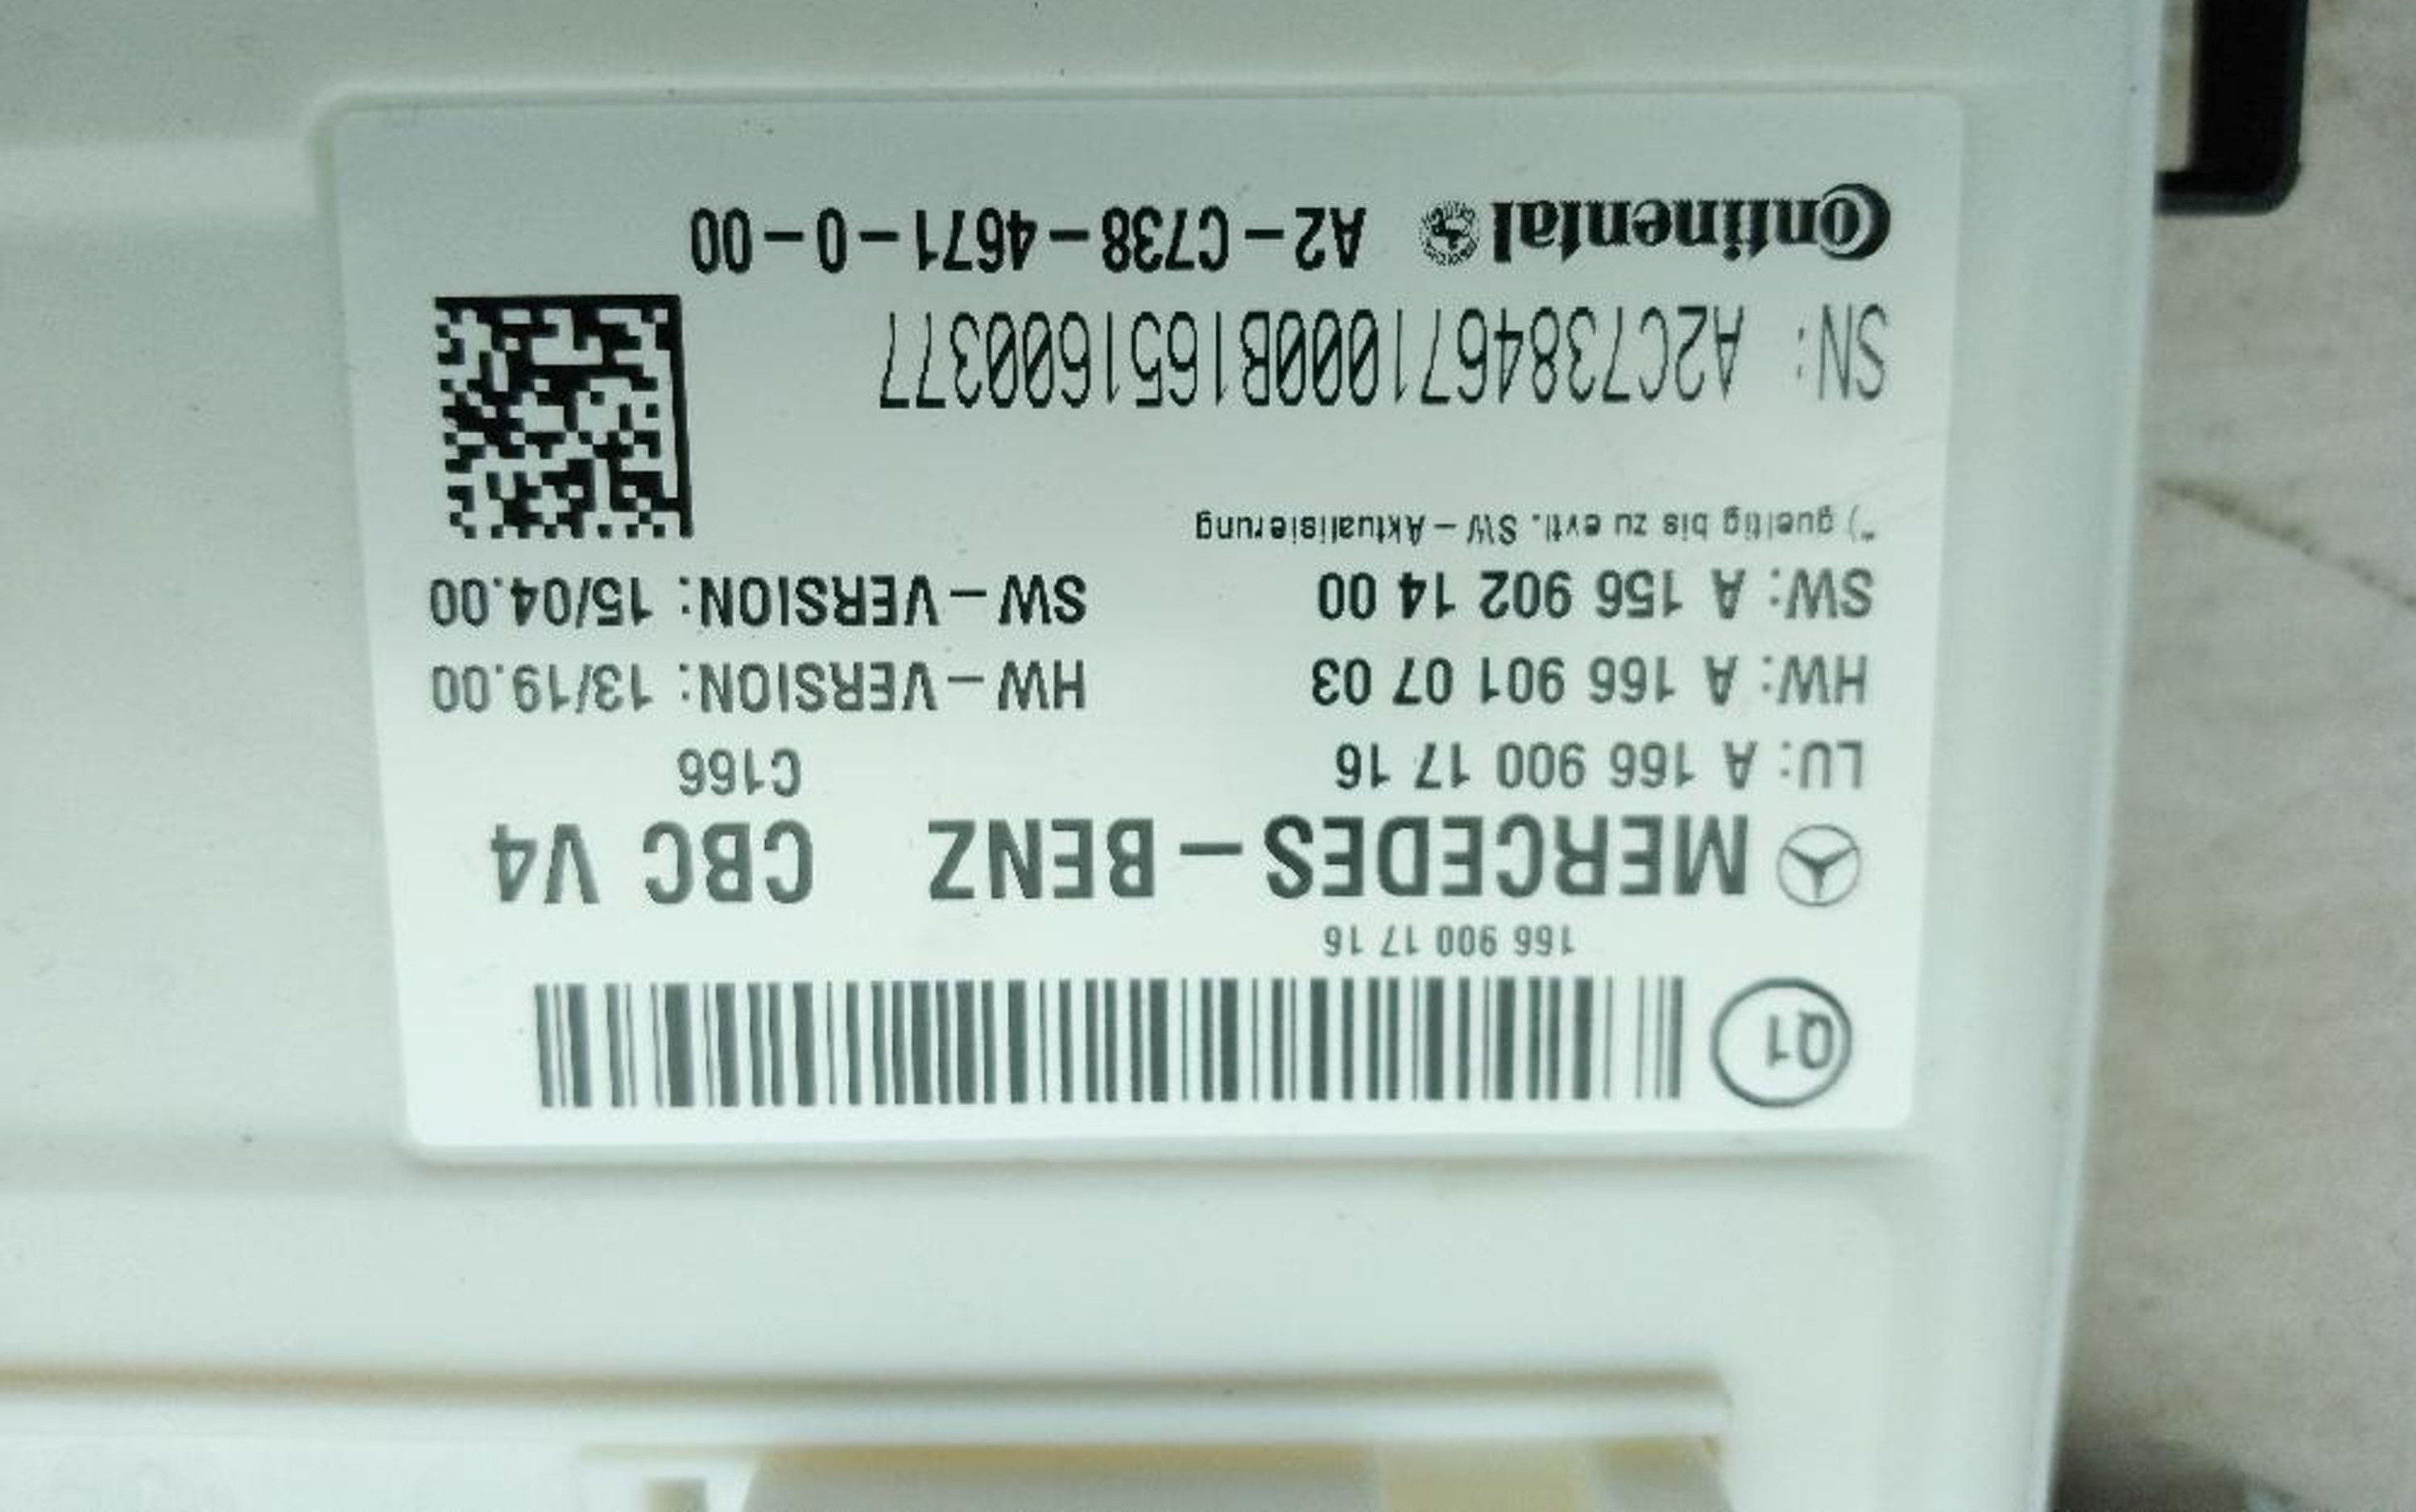 Q1
166 900 17 16
MERCEDES-BENZ CBC V4
LU: A 166 900 17 16 C166
HW: A 166 901 07 03 HW-VERSION: 13/19.00
SW: A 156 902 14 00 SW-VERSION: 15/04.00
*) gueltig bis zu evtl. SW-Aktualisierung
SN: A2C7384671000B1651600377
Continental A2-C738-4671-0-00